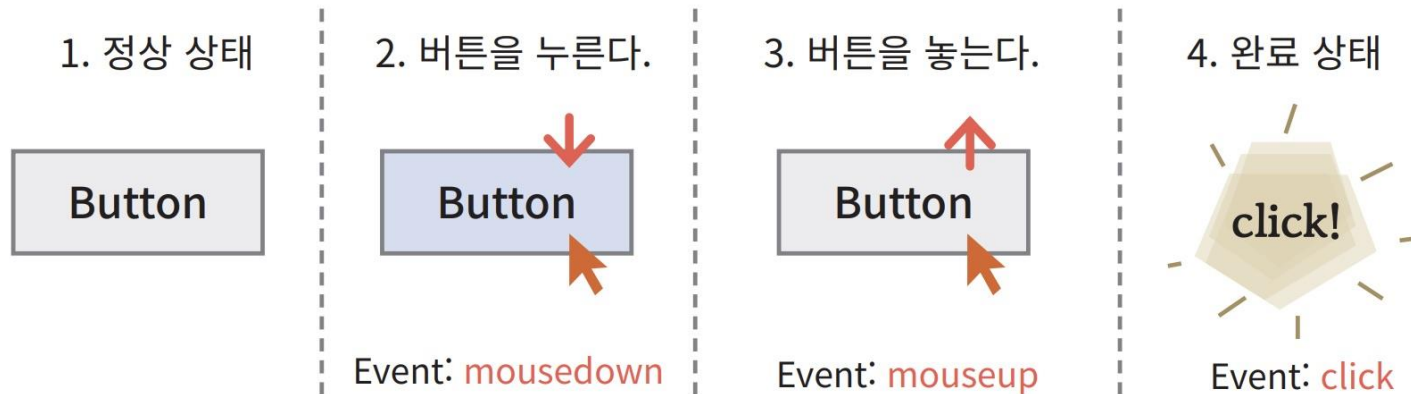 1. 정상 상태
2. 버튼을 누른다.
3. 버튼을 놓는다.
4. 완료 상태
Button
Button
Button
click!
Event: mousedown
Event: mouseup
Event: click